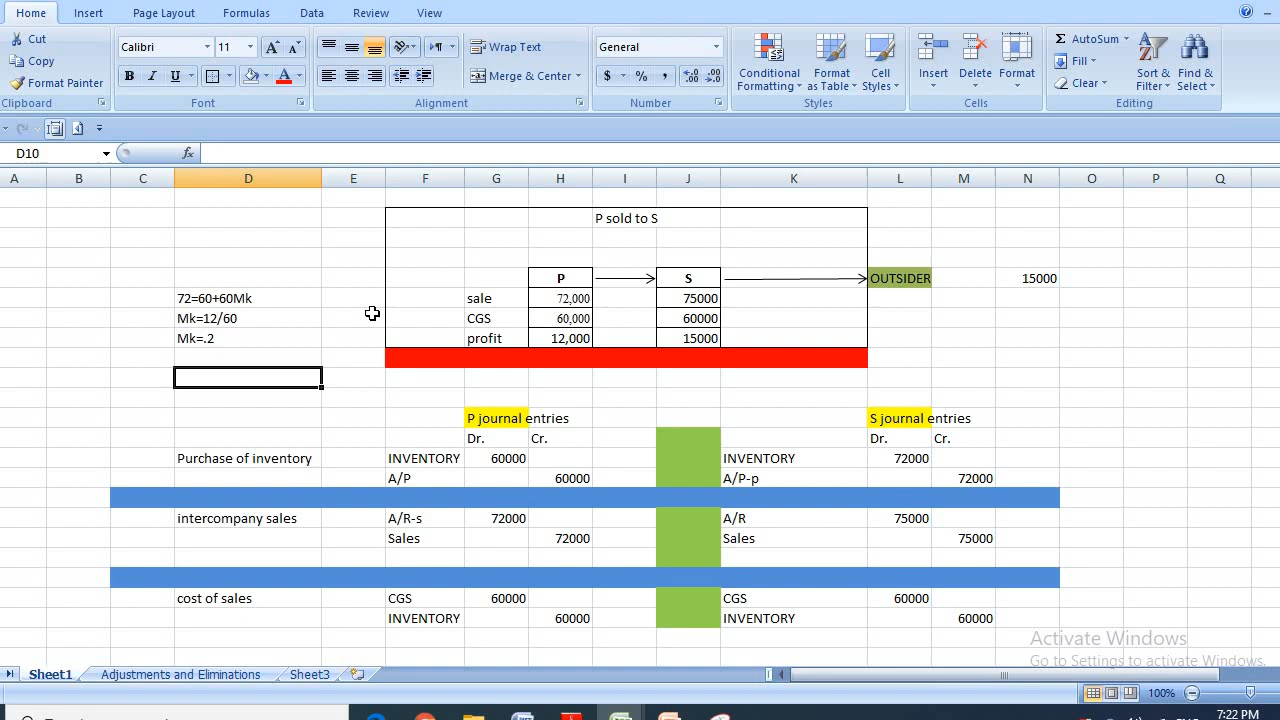 Home Insert Page Layout Formulas Data Review View
Cut Copy Format Painter Clipboard
Calibri 11 A A B I U A Font
Wrap Text Merge & Center Alignment
General $ % , .0 .00 .00 .0 Number
Conditional Formatting Format as Table Cell Styles Styles
Insert Delete Format Cells
AutoSum Fill Clear Sort & Filter Find & Select Editing
D10 fx
A B C D E F G H I J K L M N O P Q
P sold to S
P S OUTSIDER 15000
72=60+60Mk sale 72,000 75000
Mk=12/60 CGS 60,000 60000
Mk=.2 profit 12,000 15000
P journal entries S journal entries
Dr. Cr. Dr. Cr.
Purchase of inventory INVENTORY 60000 INVENTORY 72000
A/P 60000 A/P-p 72000
intercompany sales A/R-s 72000 A/R 75000
Sales 72000 Sales 75000
cost of sales CGS 60000 CGS 60000
INVENTORY 60000 INVENTORY 60000
Activate Windows
Go to Settings to activate Windows.
Sheet1 Adjustments and Eliminations Sheet3
100%
7:22 PM